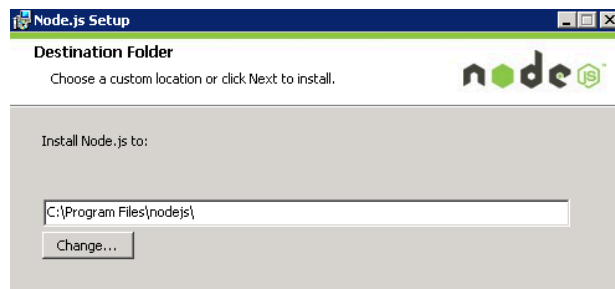 Node.js Setup
Destination Folder
Choose a custom location or click Next to install.
node JS
Install Node.js to:
C:\Program Files\nodejs\
Change...